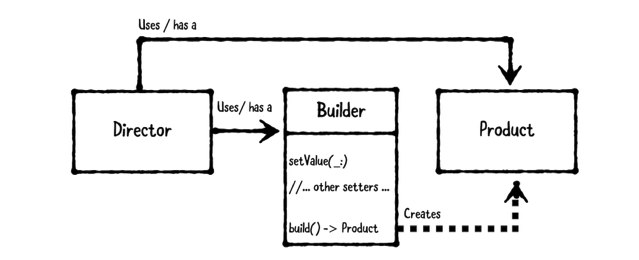 Uses / has a
Director
Uses/ has a
Builder
setValue(_:)
//... other setters ...
build() -> Product
Creates
Product